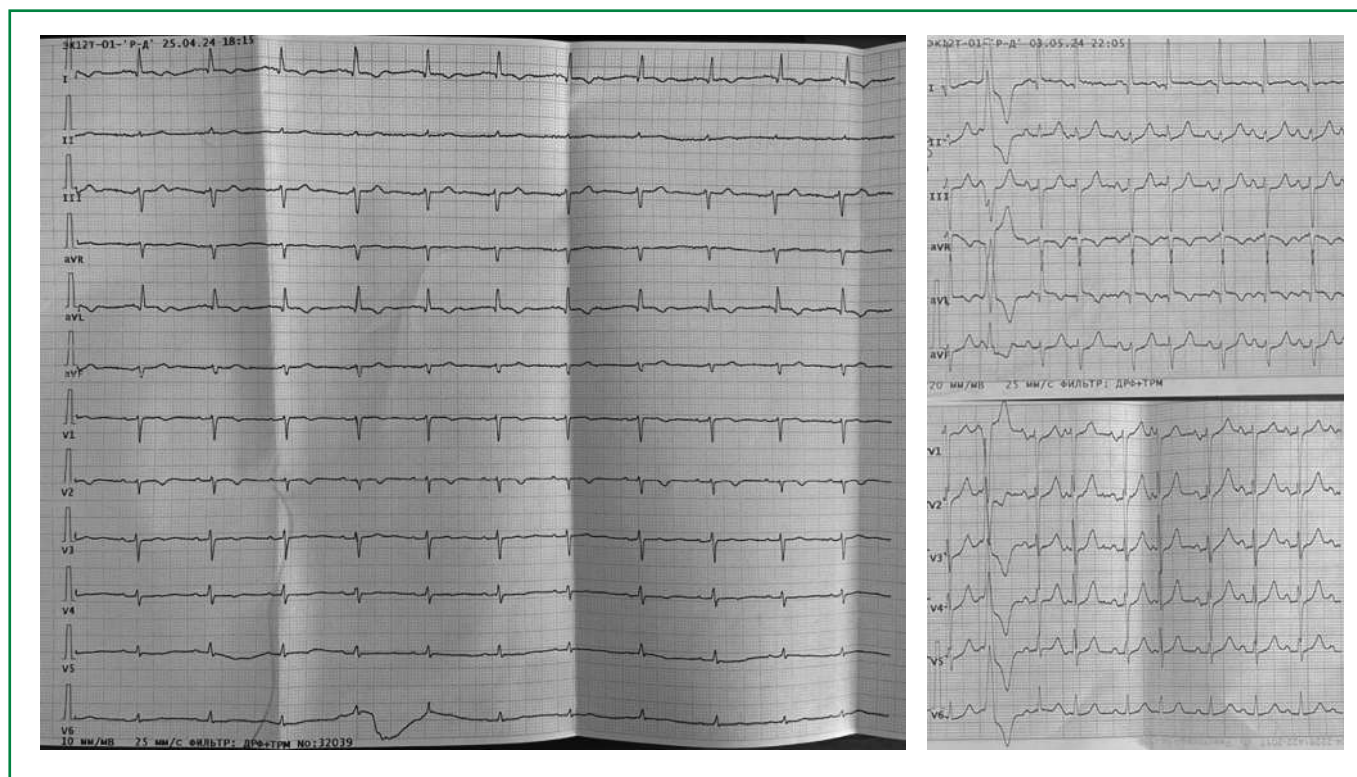 ЭК12Т-01-'Р-Д' 25.04.24 18:15
I
II
III
aVR
aVL
aVF
V1
V2
V3
V4
V5
V6
10 ММ/МВ 25 ММ/С ФИЛЬТР: ДРФ+ТРМ NO:32039
ЭК12Т-01-'Р-Д' 03.05.24 22:05
I
II
III
aVR
aVL
aVF
20 ММ/МВ 25 ММ/С ФИЛЬТР: ДРФ+ТРМ
V1
V2
V3
V4
V5
V6